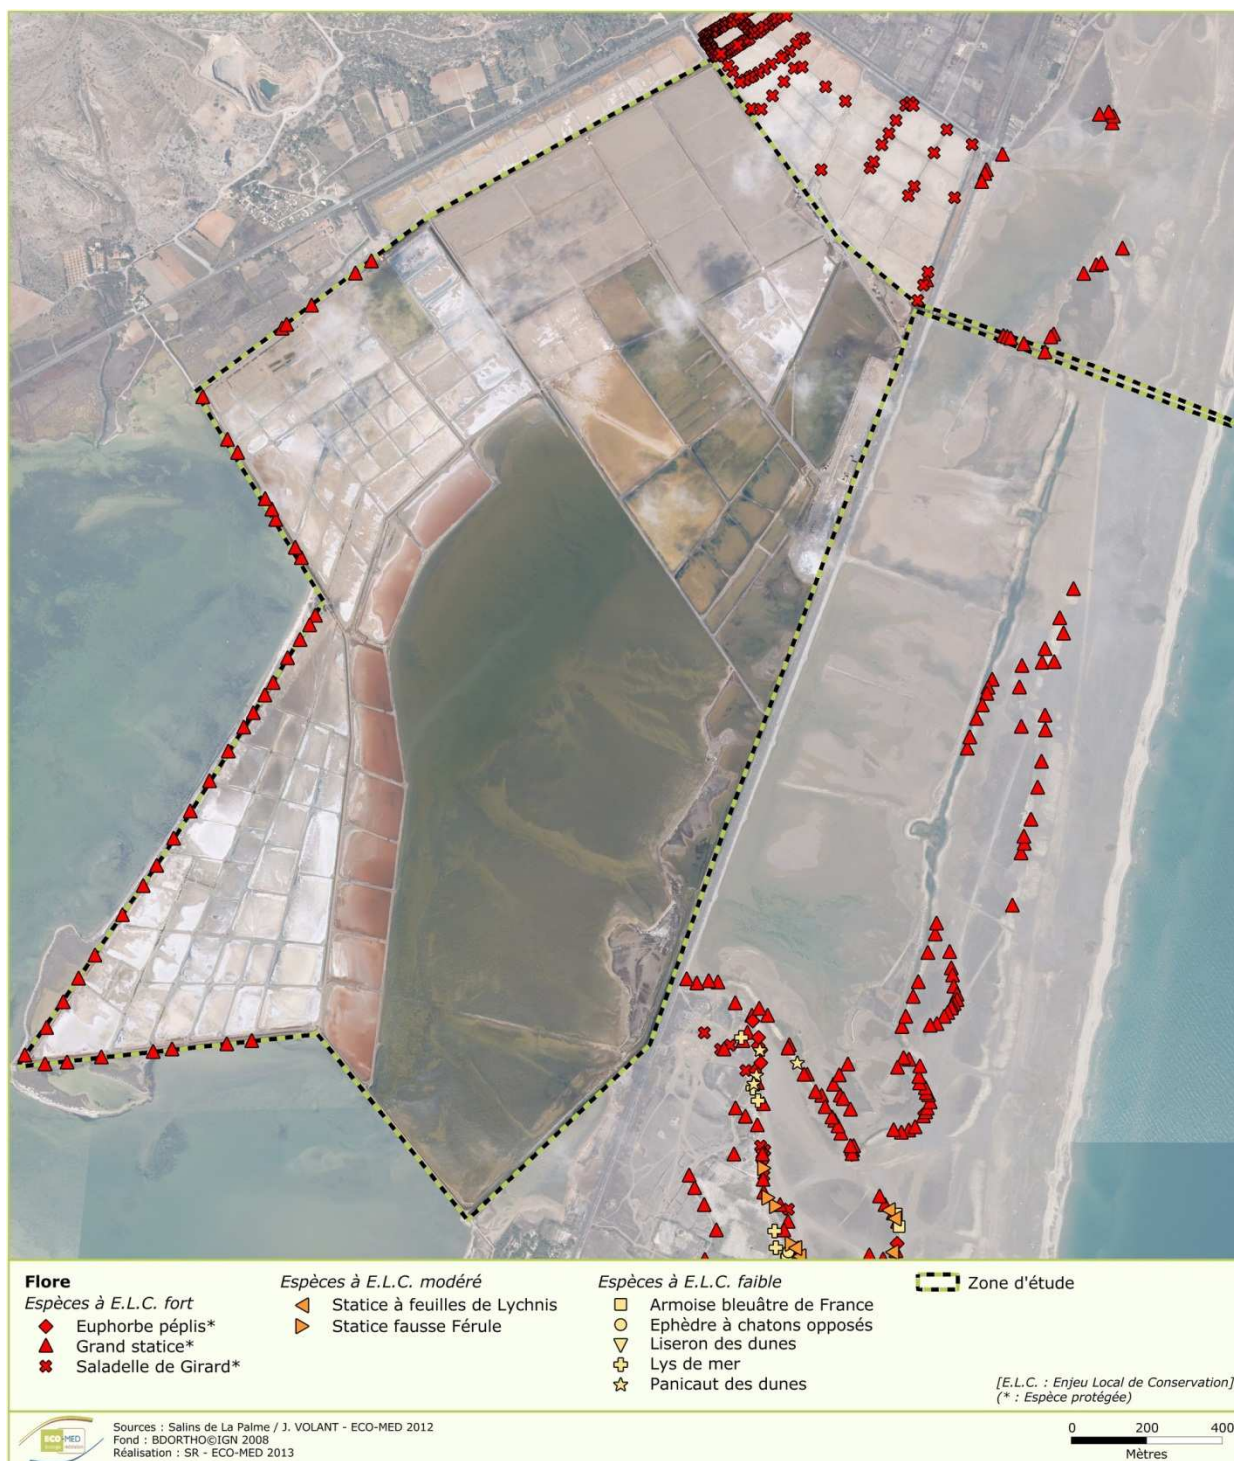 Flore
Espèces à E.L.C. fort
Euphorbe péplis*
Grand statice*
Saladelle de Girard*
Espèces à E.L.C. modéré
Statice à feuilles de Lychnis
Statice fausse Férule
Espèces à E.L.C. faible
Armoise bleuâtre de France
Ephèdre à chatons opposés
Liseron des dunes
Lys de mer
Panicaut des dunes
Zone d'étude
[E.L.C. : Enjeu Local de Conservation]
(* : Espèce protégée)
ECO-MED
Sources : Salins de La Palme / J. VOLANT - ECO-MED 2012
Fond : BDORTHO©IGN 2008
Réalisation : SR - ECO-MED 2013
0 200 400
Mètres